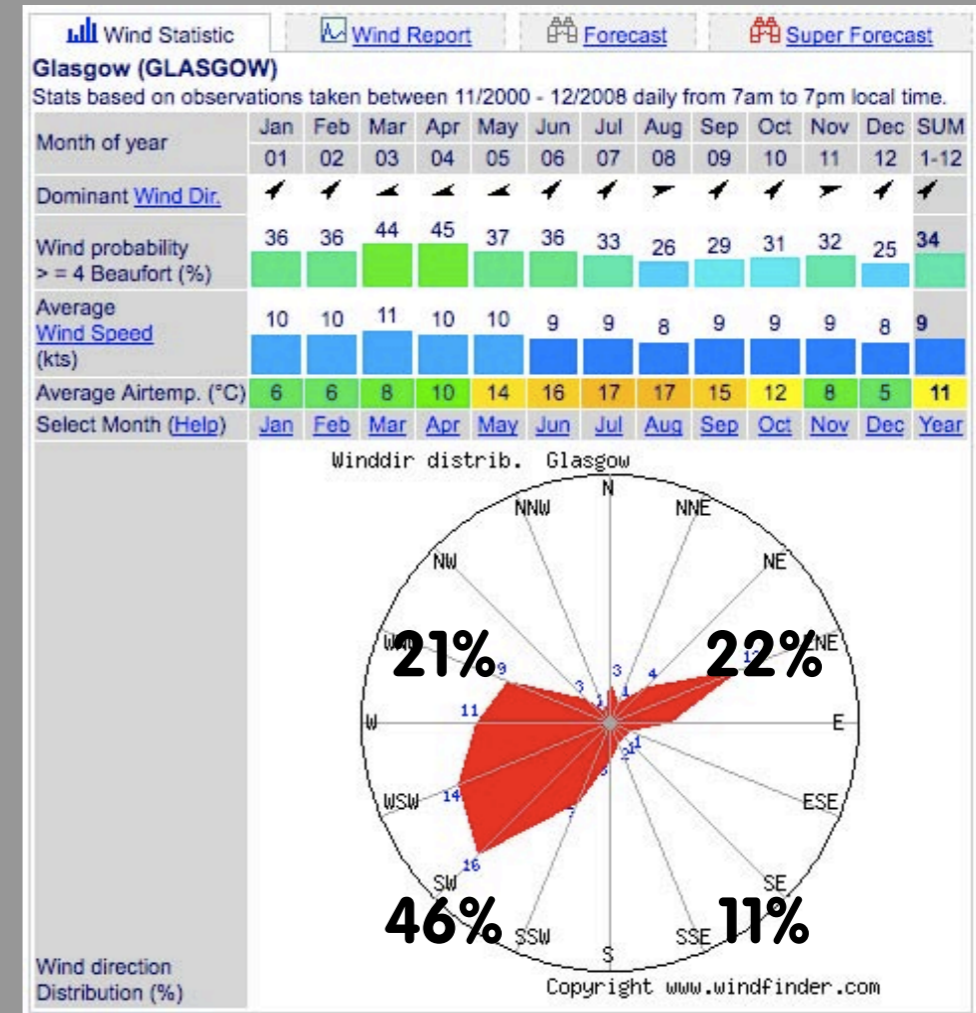 Wind Statistic Wind Report Forecast Super Forecast
Glasgow (GLASGOW)
Stats based on observations taken between 11/2000 - 12/2008 daily from 7am to 7pm local time.
Month of year Jan Feb Mar Apr May Jun Jul Aug Sep Oct Nov Dec SUM
01 02 03 04 05 06 07 08 09 10 11 12 1-12
Dominant Wind Dir.
Wind probability
> = 4 Beaufort (%)
36 36 44 45 37 36 33 26 29 31 32 25 34
Average
Wind Speed
(kts)
10 10 11 10 10 9 9 8 9 9 9 8 9
Average Airtemp. (°C) 6 6 8 10 14 16 17 17 15 12 8 5 11
Select Month (Help) Jan Feb Mar Apr May Jun Jul Aug Sep Oct Nov Dec Year
Winddir distrib. Glasgow
N
NNW NNE
NW NE
21% 22% ENE
9 3 3 4
11
W E
14
WSW ESE
16
SW SE
46% 11%
SSW SSE
S
Wind direction
Distribution (%)
Copyright www.windfinder.com